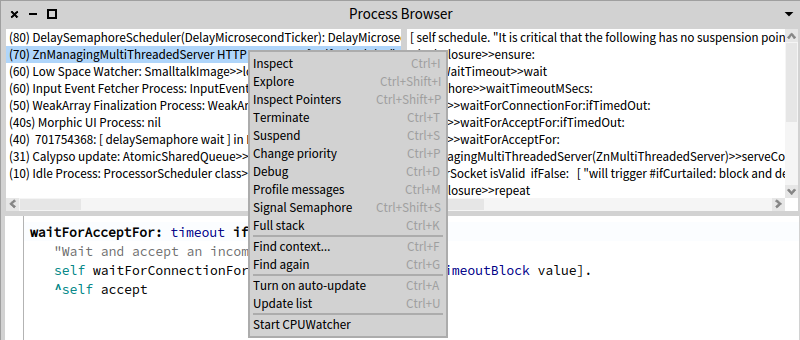 Process Browser
(80) DelaySemaphoreScheduler(DelayMicrosecondTicker): DelayMicrosec
(70) ZnManagingMultiThreadedServer HTTP
(60) Low Space Watcher: SmalltalkImage>>lo
(60) Input Event Fetcher Process: InputEvent
(50) WeakArray Finalization Process: WeakAr
(40s) Morphic UI Process: nil
(40) 701754368: [ delaySemaphore wait ] in
(31) Calypso update: AtomicSharedQueue>>
(10) Idle Process: ProcessorScheduler class>
[ self schedule. "It is critical that the following has no suspension poin
closure>>ensure:
WaitTimeout>>wait
hore>>waitTimeoutMSecs:
>>waitForConnectionFor:ifTimedOut:
>>waitForAcceptFor:ifTimedOut:
>>waitForAcceptFor:
nagingMultiThreadedServer(ZnMultiThreadedServer)>>serveCo
erSocket isValid ifFalse: [ "will trigger #ifCurtailed: block and de
closure>>repeat
Inspect Ctrl+I
Explore Ctrl+Shift+I
Inspect Pointers Ctrl+Shift+P
Terminate Ctrl+T
Suspend Ctrl+S
Change priority Ctrl+P
Debug Ctrl+D
Profile messages Ctrl+M
Signal Semaphore Ctrl+Shift+S
Full stack Ctrl+K
Find context... Ctrl+F
Find again Ctrl+G
Turn on auto-update Ctrl+A
Update list Ctrl+U
Start CPUWatcher
waitForAcceptFor: timeout if
"Wait and accept an incom
self waitForConnectionFor imeoutBlock value].
^self accept